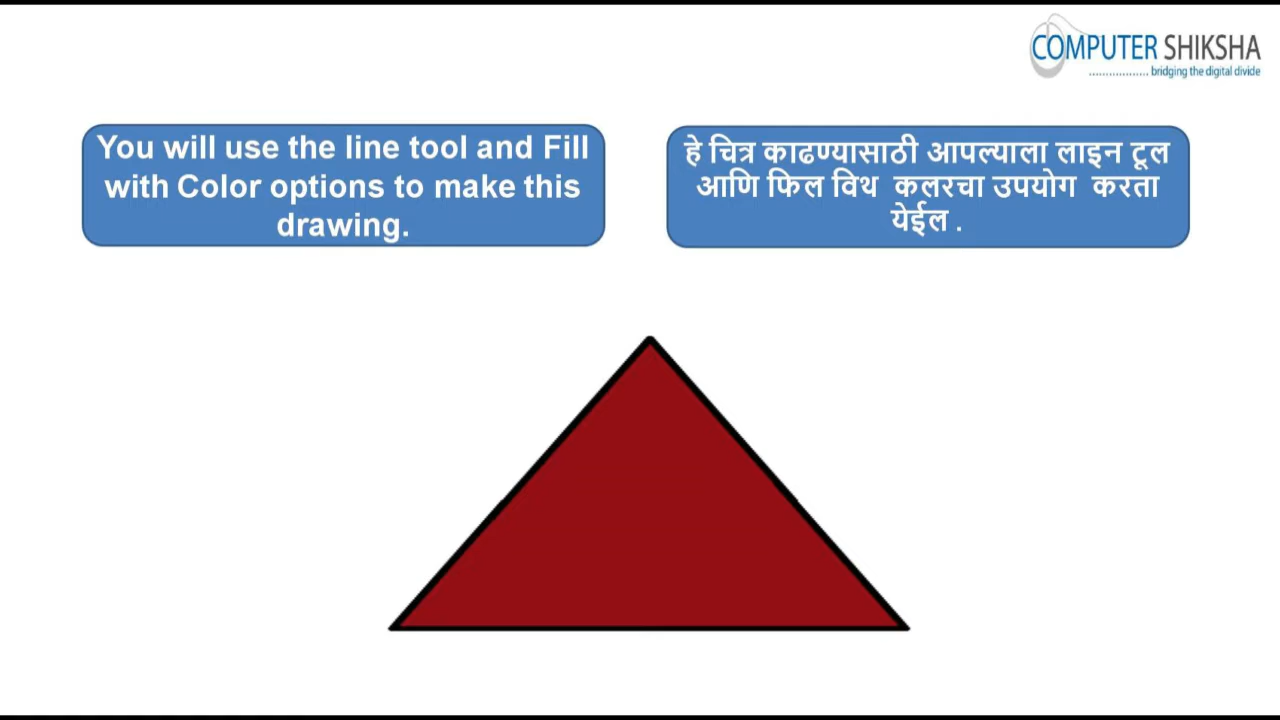 COMPUTER SHIKSHA
.................. bridging the digital divide
You will use the line tool and Fill
with Color options to make this
drawing.
हे चित्र काढण्यासाठी आपल्याला लाइन टूल
आणि फिल विथ कलरचा उपयोग करता
येईल .